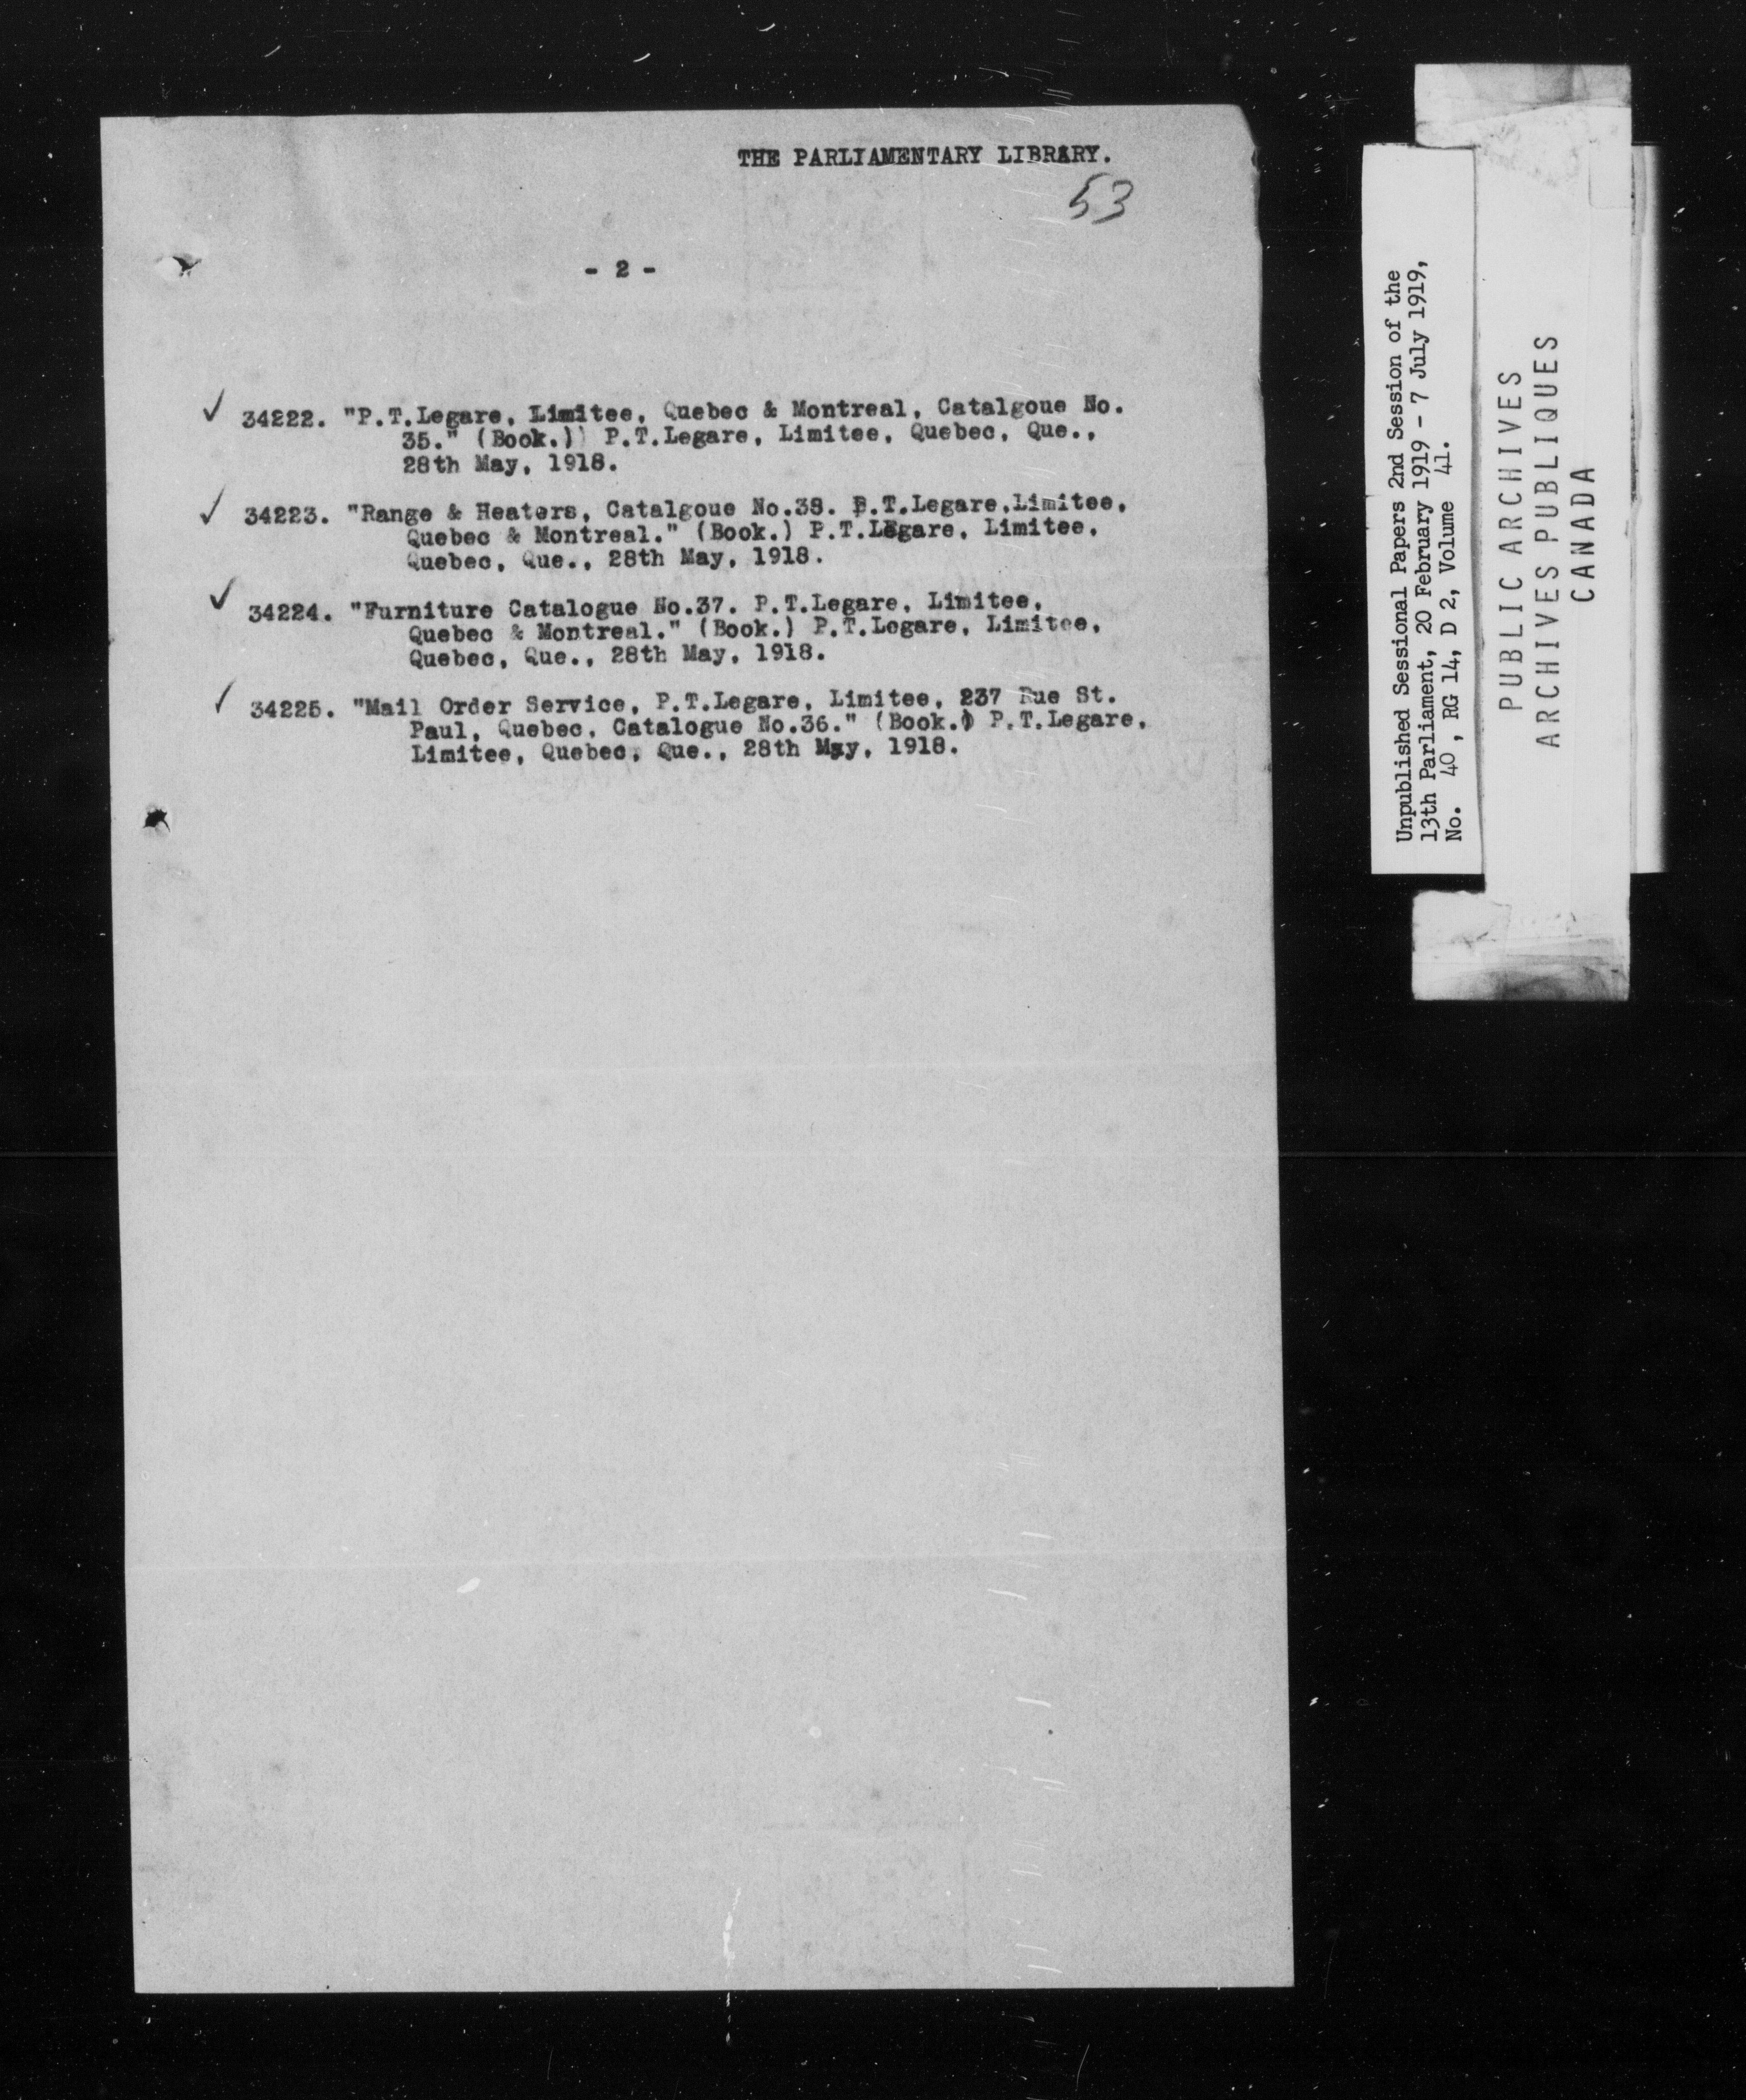 THE PARLIAMENTARY LIBRARY.
53
- 2 -
✓ 34222. "P.T.Legare, Limitee, Quebec & Montreal, Catalgoue No.
35." (Book.) P.T.Legare, Limitee, Quebec, Que.,
28th May, 1918.
✓ 34223. "Range & Heaters, Catalgoue No.38. P.T.Legare,Limitee,
Quebec & Montreal." (Book.) P.T.Legare, Limitee,
Quebec, Que., 28th May, 1918.
✓ 34224. "Furniture Catalogue No.37. P.T.Legare, Limitee,
Quebec & Montreal." (Book.) P.T.Legare, Limitee,
Quebec, Que., 28th May, 1918.
✓ 34225. "Mail Order Service, P.T.Legare, Limitee, 237 Rue St.
Paul, Quebec, Catalogue No.36." (Book.) P.T.Legare,
Limitee, Quebec, Que., 28th May, 1918.
Unpublished Sessional Papers 2nd Session of the
13th Parliament, 20 February 1919 - 7 July 1919,
No. 40 , RG 14, D 2, Volume 41.
PUBLIC ARCHIVES
ARCHIVES PUBLIQUES
CANADA